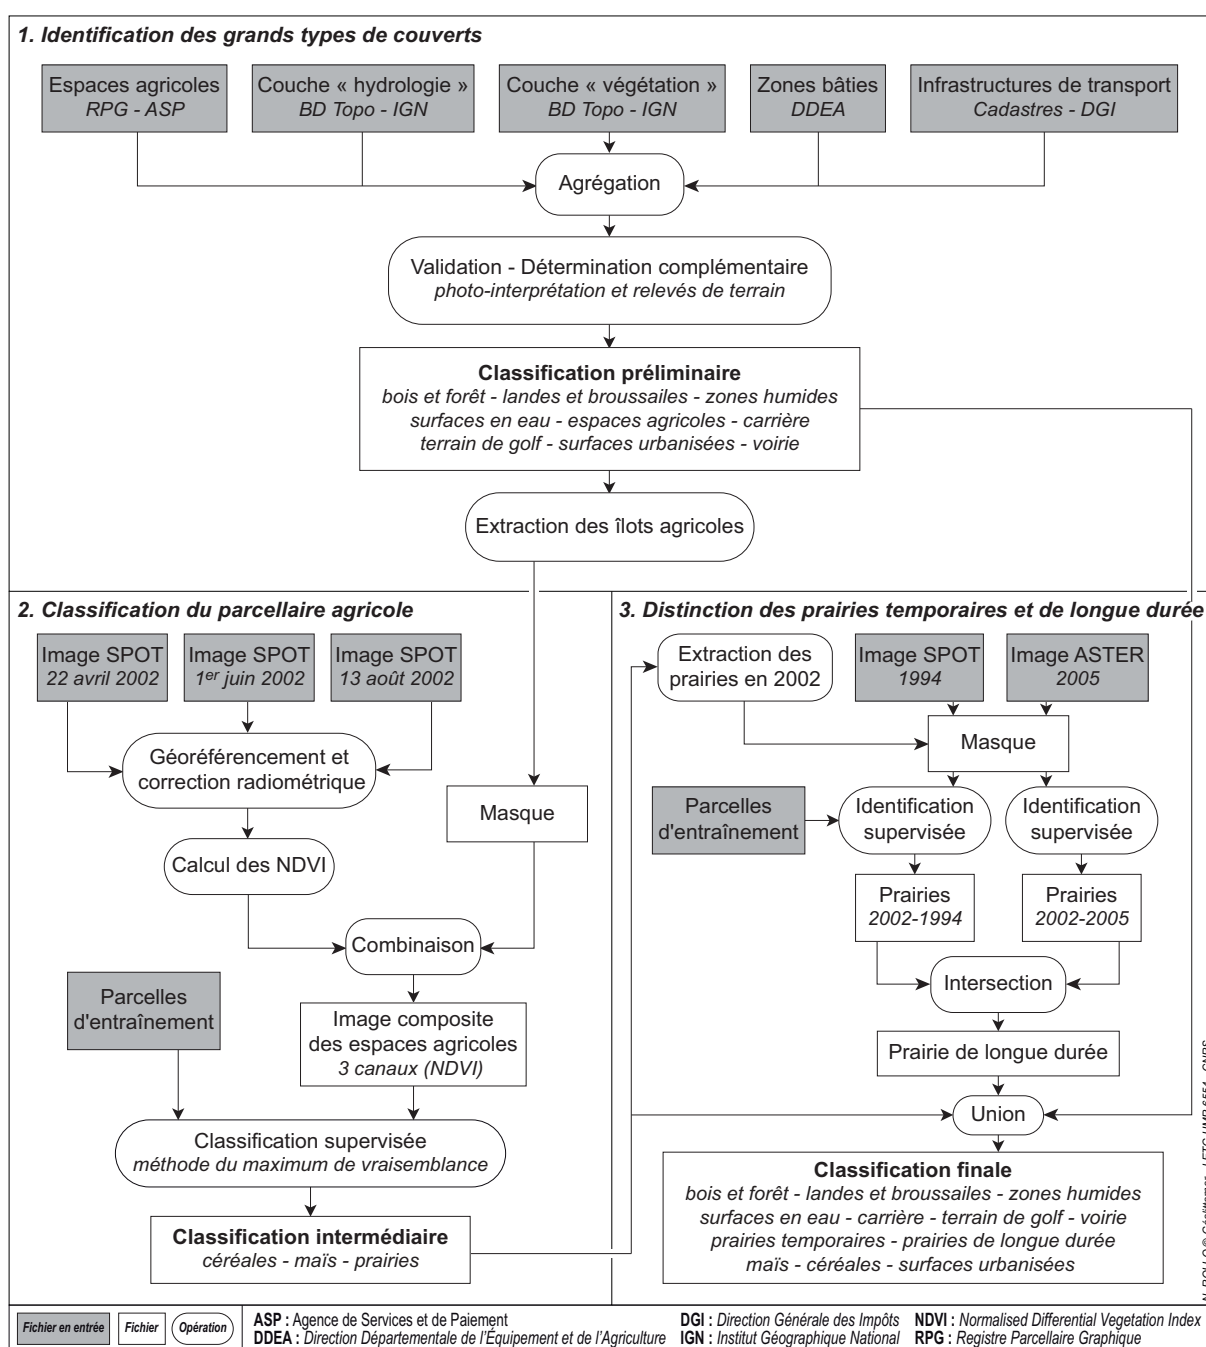 1. Identification des grands types de couverts
Espaces agricoles
RPG - ASP
Couche « hydrologie »
BD Topo - IGN
Couche « végétation »
BD Topo - IGN
Zones bâties
DDEA
Infrastructures de transport
Cadastres - DGI
Agrégation
Validation - Détermination complémentaire
photo-interprétation et relevés de terrain
Classification préliminaire
bois et forêt - landes et broussailles - zones humides
surfaces en eau - espaces agricoles - carrière
terrain de golf - surfaces urbanisées - voirie
Extraction des îlots agricoles
2. Classification du parcellaire agricole
Image SPOT
22 avril 2002
Image SPOT
1er juin 2002
Image SPOT
13 août 2002
Géoréférencement et
correction radiométrique
Masque
Calcul des NDVI
Combinaison
Parcelles
d'entraînement
Image composite
des espaces agricoles
3 canaux (NDVI)
Classification supervisée
méthode du maximum de vraisemblance
Classification intermédiaire
céréales - maïs - prairies
3. Distinction des prairies temporaires et de longue durée
Extraction des
prairies en 2002
Image SPOT
1994
Image ASTER
2005
Masque
Parcelles
d'entraînement
Identification
supervisée
Identification
supervisée
Prairies
2002-1994
Prairies
2002-2005
Intersection
Prairie de longue durée
Union
Classification finale
bois et forêt - landes et broussailles - zones humides
surfaces en eau - carrière - terrain de golf - voirie
prairies temporaires - prairies de longue durée
maïs - céréales - surfaces urbanisées
Fichier en entrée
Fichier
Opération
ASP : Agence de Services et de Paiement
DDEA : Direction Départementale de l'Équipement et de l'Agriculture
DGI : Direction Générale des Impôts
IGN : Institut Géographique National
NDVI : Normalised Differential Vegetation Index
RPG : Registre Parcellaire Graphique